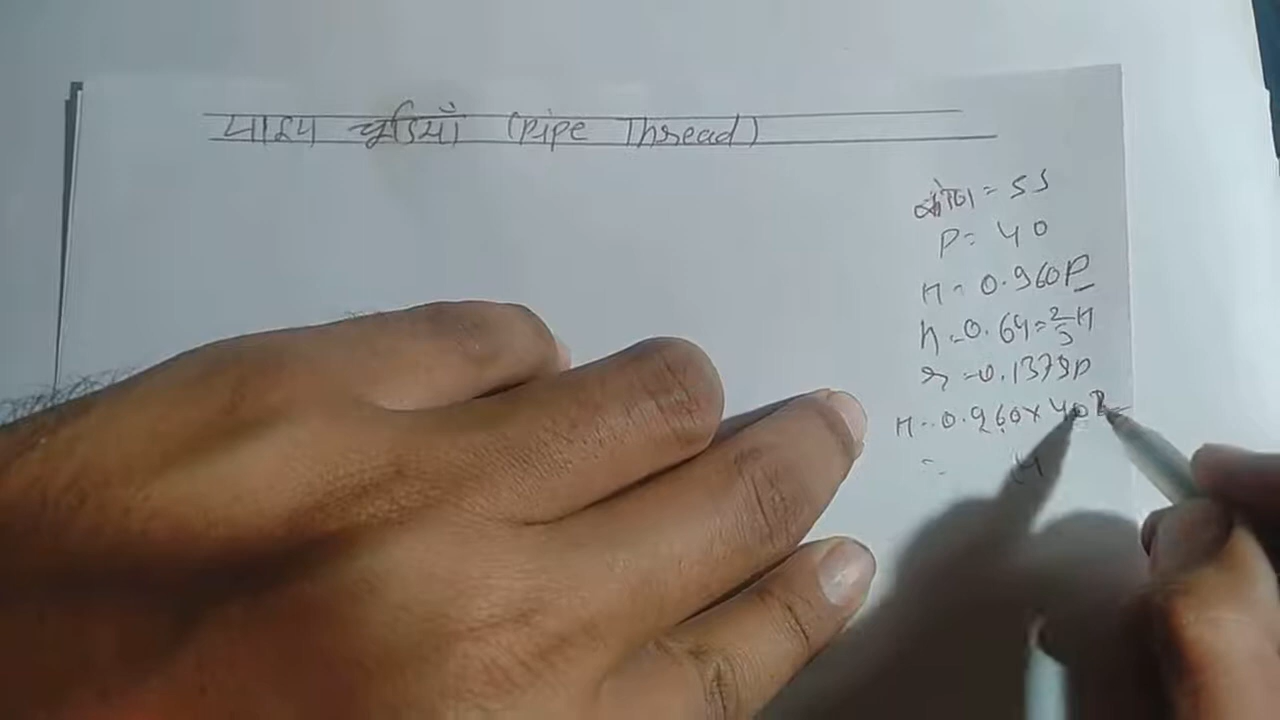 पाइप चूड़ियाँ (Pipe Thread)
कोण = 55
P = 40
H = 0.960P
h = 0.64 = 2/3 H
r = 0.1373P
H = 0.960 x 40
=